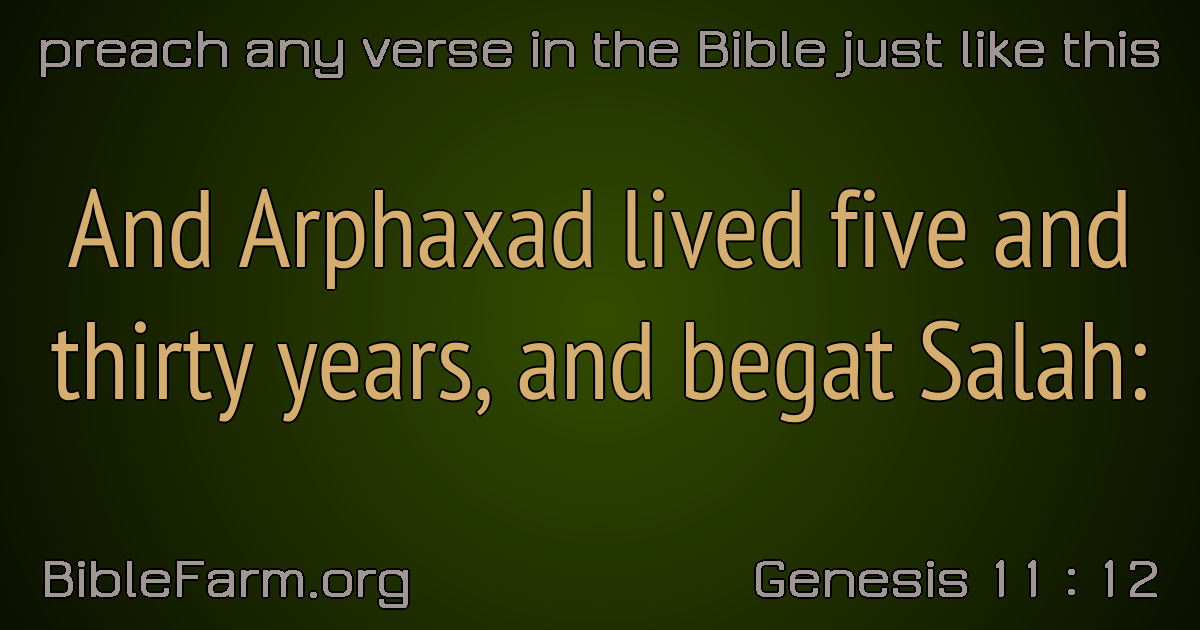 preach any verse in the Bible just like this
And Arphaxad lived five and
thirty years, and begat Salah:
BibleFarm.org
Genesis 11 : 12